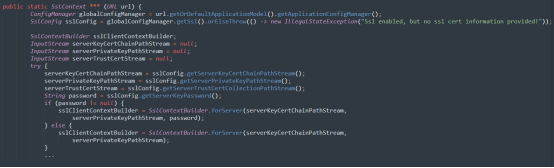 public static SslContext *** (URL url) {
ConfigManager globalConfigManager = url.getOrDefaultApplicationModel().getApplicationConfigManager();
SslConfig sslConfig = globalConfigManager.getSsl().orElseThrow(() -> new IllegalStateException("Ssl enabled, but no ssl cert information provided!"));
SslContextBuilder sslClientContextBuilder;
InputStream serverKeyCertChainPathStream = null;
InputStream serverPrivateKeyPathStream = null;
InputStream serverTrustCertStream = null;
try {
serverKeyCertChainPathStream = sslConfig.getServerKeyCertChainPathStream();
serverPrivateKeyPathStream = sslConfig.getServerPrivateKeyPathStream();
serverTrustCertStream = sslConfig.getServerTrustCertCollectionPathStream();
String password = sslConfig.getServerKeyPassword();
if (password != null) {
sslClientContextBuilder = SslContextBuilder.forServer(serverKeyCertChainPathStream,
serverPrivateKeyPathStream, password);
} else {
sslClientContextBuilder = SslContextBuilder.forServer(serverKeyCertChainPathStream,
serverPrivateKeyPathStream);
}
...